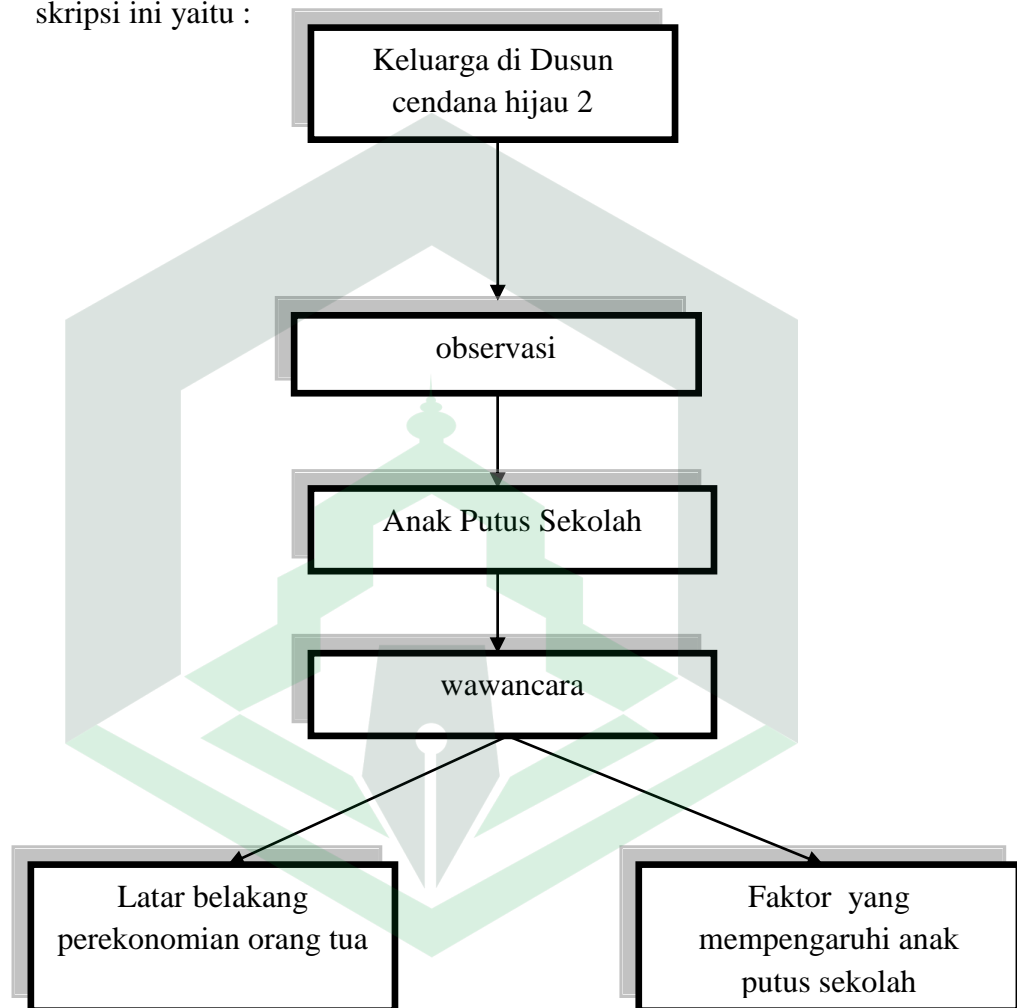 skripsi ini yaitu :
Keluarga di Dusun
cendana hijau 2
observasi
Anak Putus Sekolah
wawancara
Latar belakang
perekonomian orang tua
Faktor yang
mempengaruhi anak
putus sekolah